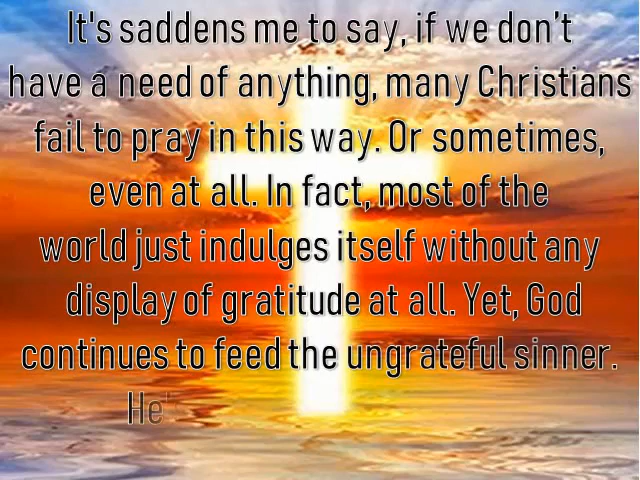 It's saddens me to say, if we don't
have a need of anything, many Christians
fail to pray in this way. Or sometimes,
even at all. In fact, most of the
world just indulges itself without any
display of gratitude at all. Yet, God
continues to feed the ungrateful sinner.
He'